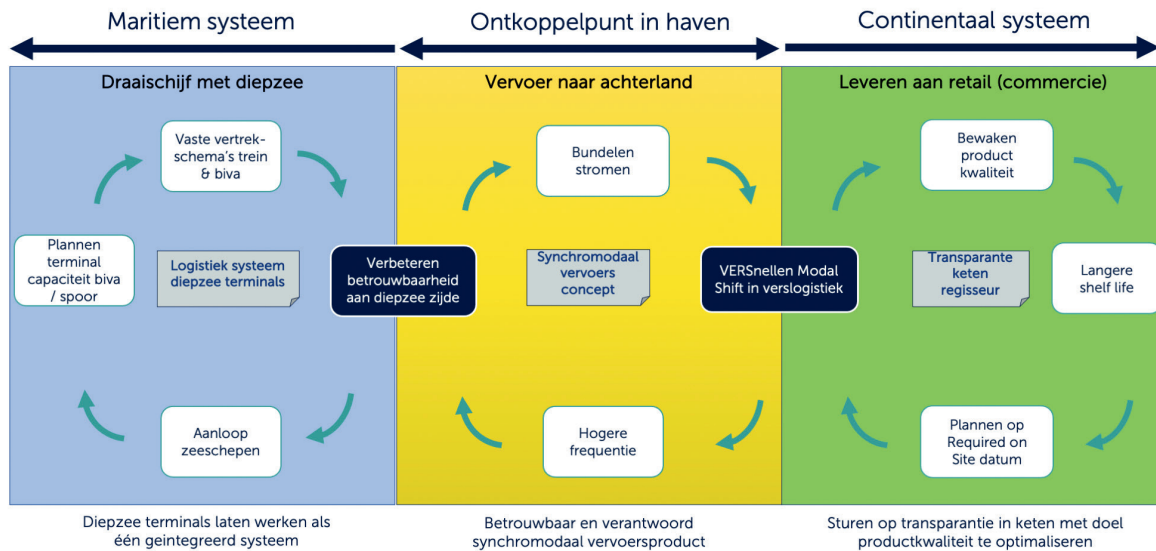 Maritiem systeem
Ontkoppelpunt in haven
Continentaal systeem
Draaischijf met diepzee
Vervoer naar achterland
Leveren aan retail (commercie)
Vaste vertrek-
schema's trein
& biva
Plannen
terminal
capaciteit biva
/ spoor
Logistiek systeem
diepzee terminals
Verbeteren
betrouwbaarheid
aan diepzee zijde
Aanloop
zeeschepen
Bundelen
stromen
Synchromodaal
vervoers
concept
VERSnellen Modal
Shift in verslogistiek
Hogere
frequentie
Bewaken
product
kwaliteit
Transparante
keten
regisseur
Langere
shelf life
Plannen op
Required on
Site datum
Diepzee terminals laten werken als
één geintegreerd systeem
Betrouwbaar en verantwoord
synchromodaal vervoersproduct
Sturen op transparantie in keten met doel
productkwaliteit te optimaliseren